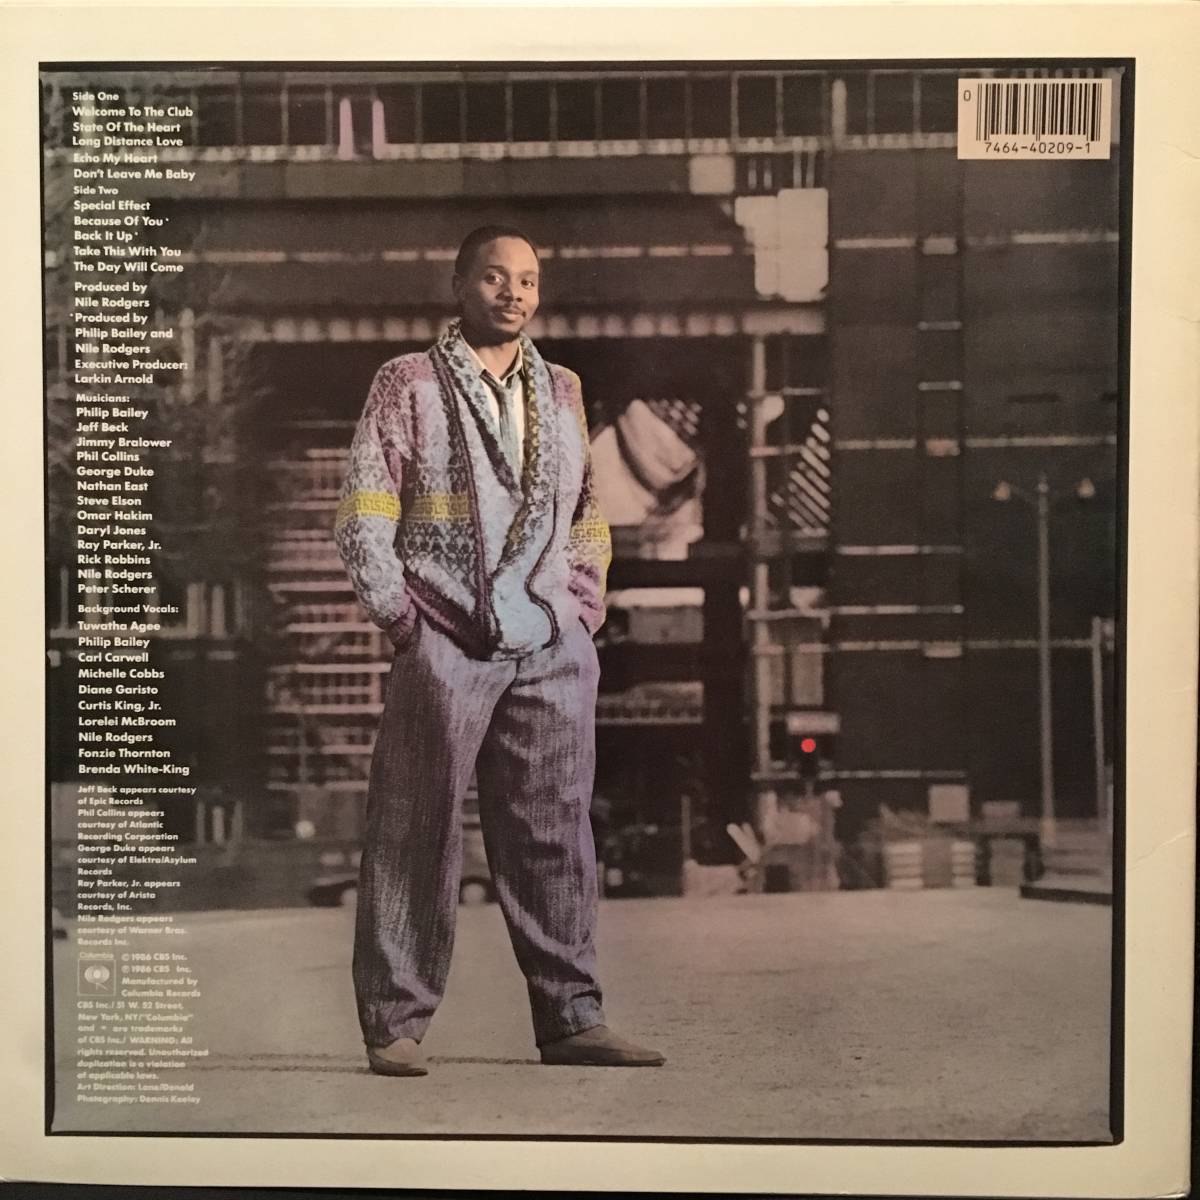 Side One
Welcome To The Club
State Of The Heart
Long Distance Love
Echo My Heart
Don't Leave Me Baby
Side Two
Special Effect
Because Of You*
Back It Up*
Take This With You
The Day Will Come
Produced by
Nile Rodgers
*Produced by
Philip Bailey and
Nile Rodgers
Executive Producer:
Larkin Arnold
Musicians:
Philip Bailey
Jeff Beck
Jimmy Bralower
Phil Collins
George Duke
Nathan East
Steve Elson
Omar Hakim
Daryl Jones
Ray Parker, Jr.
Rick Robbins
Nile Rodgers
Peter Scherer
Background Vocals:
Tuwatha Agee
Philip Bailey
Carl Carwell
Michelle Cobbs
Diane Garisto
Curtis King, Jr.
Lorelei McBroom
Nile Rodgers
Fonzie Thornton
Brenda White-King
Jeff Beck appears courtesy
of Epic Records
Phil Collins appears
courtesy of Atlantic
Recording Corporation
George Duke appears
courtesy of Elektra/Asylum
Records
Ray Parker, Jr. appears
courtesy of Arista
Records, Inc.
Nile Rodgers appears
courtesy of Warner Bros.
Records Inc.
Columbia
© 1986 CBS Inc.
℗ 1986 CBS Inc.
Manufactured by
Columbia Records
CBS Inc./ 51 W. 52 Street,
New York, NY/"Columbia"
and are trademarks
of CBS Inc./ WARNING: All
rights reserved. Unauthorized
duplication is a violation
of applicable laws.
Art Direction: Lane/Donald
Photography: Dennis Keeley
0 7464-40209-1